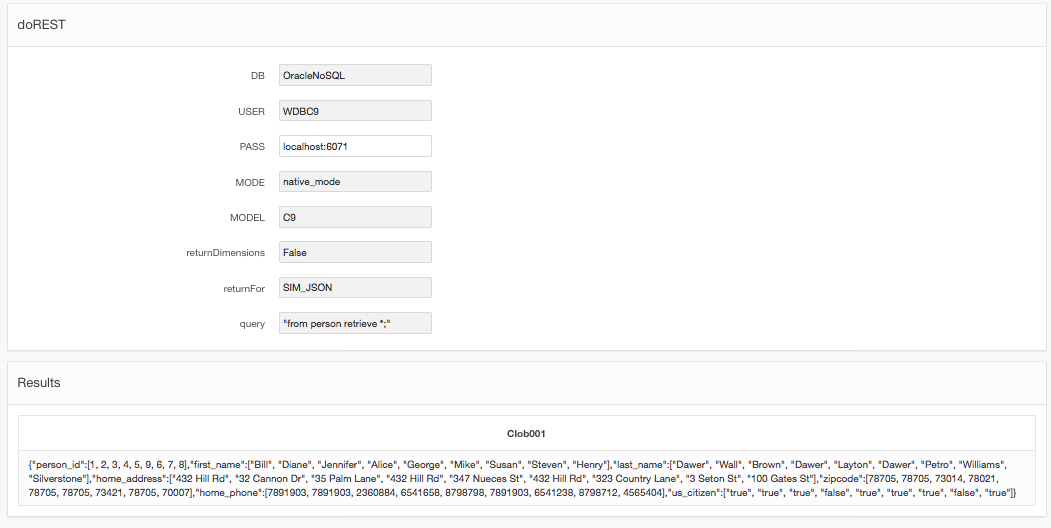 doREST
DB OracleNoSQL
USER WDBC9
PASS localhost:6071
MODE native_mode
MODEL C9
returnDimensions False
returnFor SIM_JSON
query "from person retrieve *;"
Results
Clob001
{"person_id":[1, 2, 3, 4, 5, 9, 6, 7, 8],"first_name":["Bill", "Diane", "Jennifer", "Alice", "George", "Mike", "Susan", "Steven", "Henry"],"last_name":["Dawer", "Wall", "Brown", "Dawer", "Layton", "Dawer", "Petro", "Williams",
"Silverstone"],"home_address":["432 Hill Rd", "32 Cannon Dr", "35 Palm Lane", "432 Hill Rd", "347 Nueces St", "432 Hill Rd", "323 Country Lane", "3 Seton St", "100 Gates St"],"zipcode":[78705, 78705, 73014, 78021,
78705, 78705, 73421, 78705, 70007],"home_phone":[7891903, 7891903, 2360884, 6541658, 8798798, 7891903, 6541238, 8798712, 4565404],"us_citizen":["true", "true", "true", "false", "true", "true", "true", "false", "true"]}